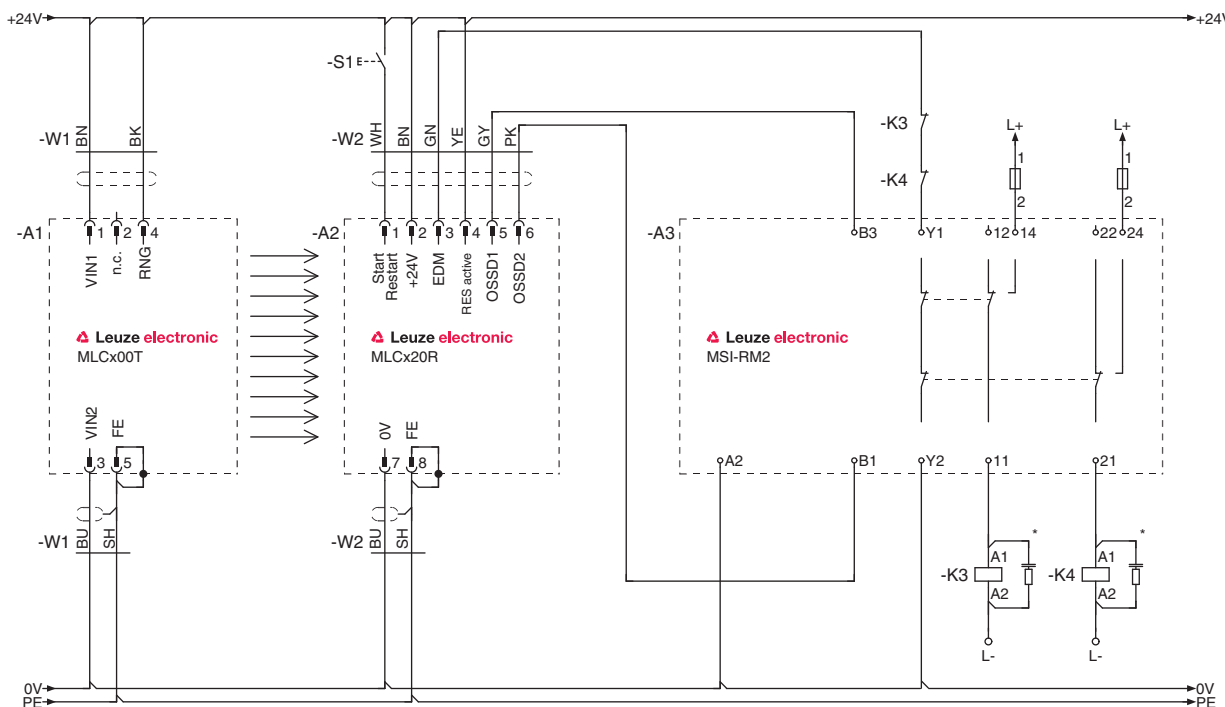 +24V
+24V
-S1
-W1
BN
BK
-W2
WH
BN
GN
YE
GY
PK
-K3
-K4
L+
1
2
L+
1
2
-A1
1
2
4
VIN1
n.c.
RNG
-A2
1
2
3
4
5
6
Start
Restart
+24V
EDM
RES active
OSSD1
OSSD2
-A3
B3
Y1
12
14
22
24
Leuze electronic
MLCx00T
Leuze electronic
MLCx20R
Leuze electronic
MSI-RM2
VIN2
FE
3
5
0V
FE
7
8
A2
B1
Y2
11
21
-W1
BU
SH
-W2
BU
SH
-K3
A1
A2
*
-K4
A1
A2
*
L-
L-
0V
0V
PE
PE